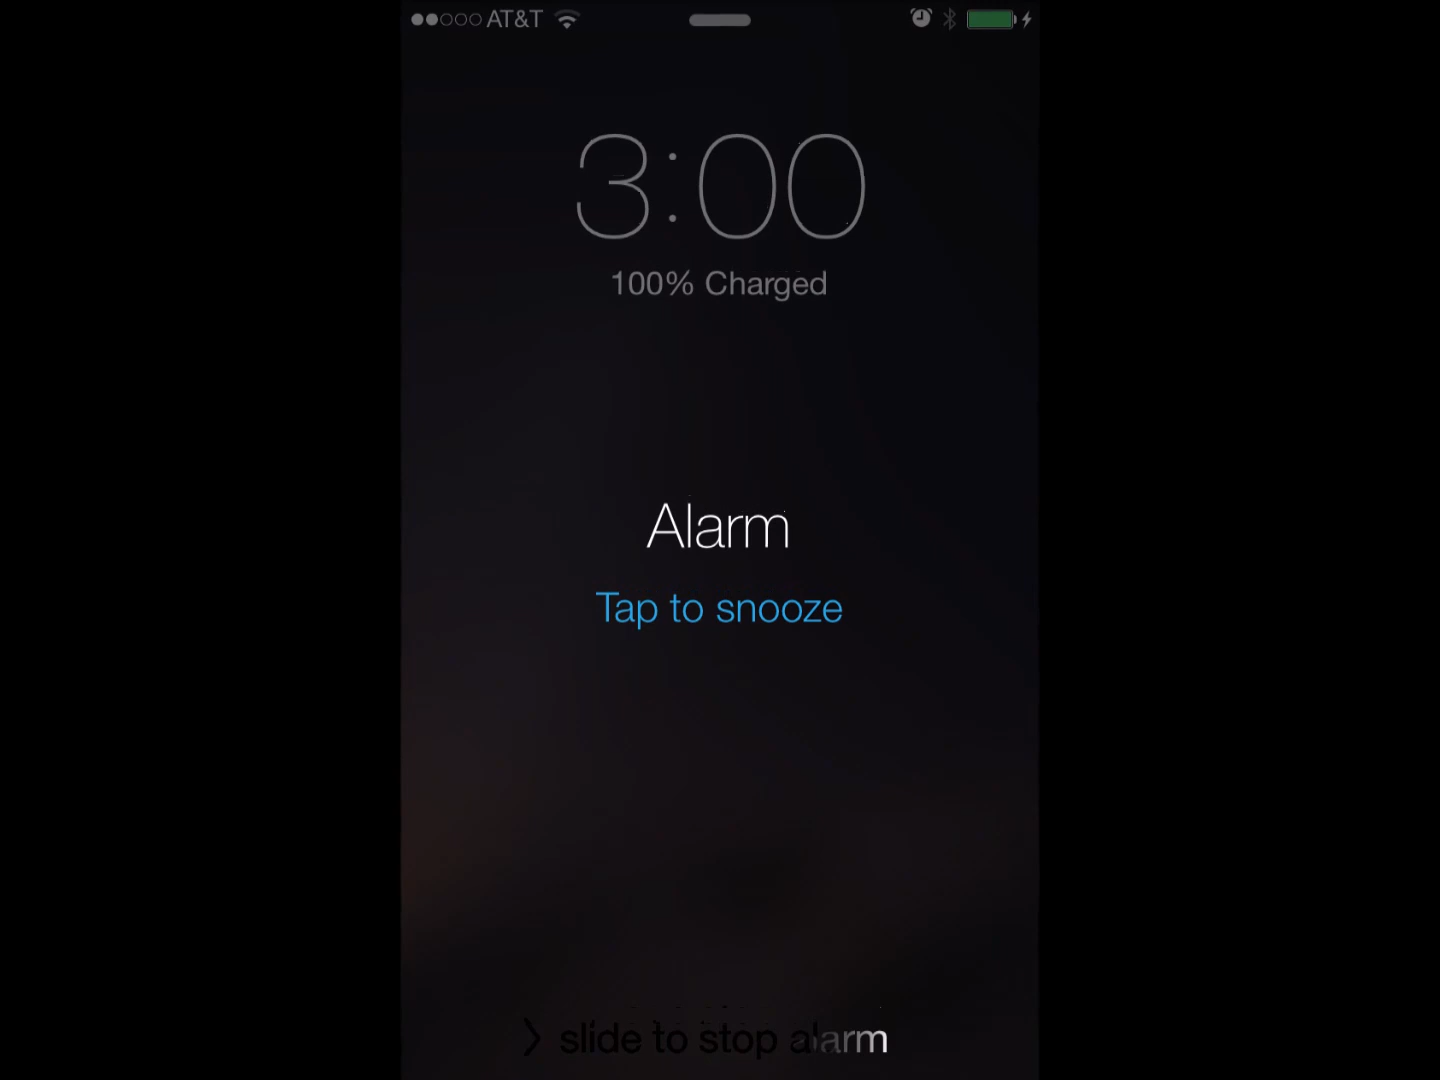 AT&T
3:00
100% Charged
Alarm
Tap to snooze
slide to stop alarm